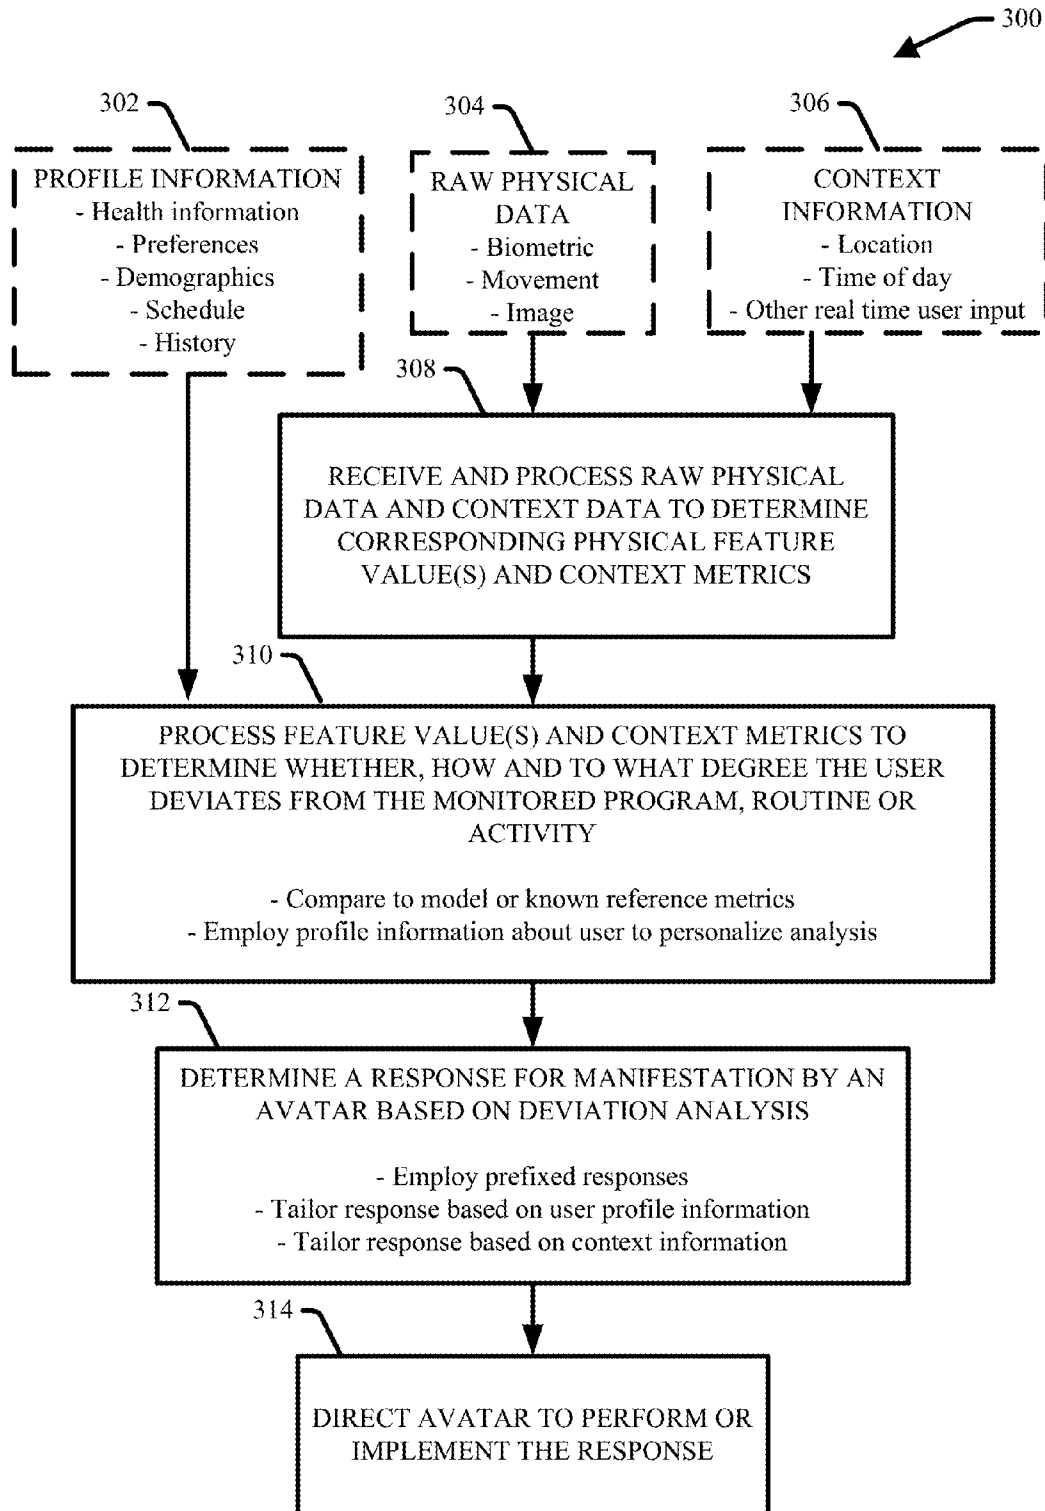 300
302
304
306
PROFILE INFORMATION
- Health information
- Preferences
- Demographics
- Schedule
- History
RAW PHYSICAL
DATA
- Biometric
- Movement
- Image
CONTEXT
INFORMATION
- Location
- Time of day
- Other real time user input
308
RECEIVE AND PROCESS RAW PHYSICAL
DATA AND CONTEXT DATA TO DETERMINE
CORRESPONDING PHYSICAL FEATURE
VALUE(S) AND CONTEXT METRICS
310
PROCESS FEATURE VALUE(S) AND CONTEXT METRICS TO
DETERMINE WHETHER, HOW AND TO WHAT DEGREE THE USER
DEVIATES FROM THE MONITORED PROGRAM, ROUTINE OR
ACTIVITY
- Compare to model or known reference metrics
- Employ profile information about user to personalize analysis
312
DETERMINE A RESPONSE FOR MANIFESTATION BY AN
AVATAR BASED ON DEVIATION ANALYSIS
- Employ prefixed responses
- Tailor response based on user profile information
- Tailor response based on context information
314
DIRECT AVATAR TO PERFORM OR
IMPLEMENT THE RESPONSE